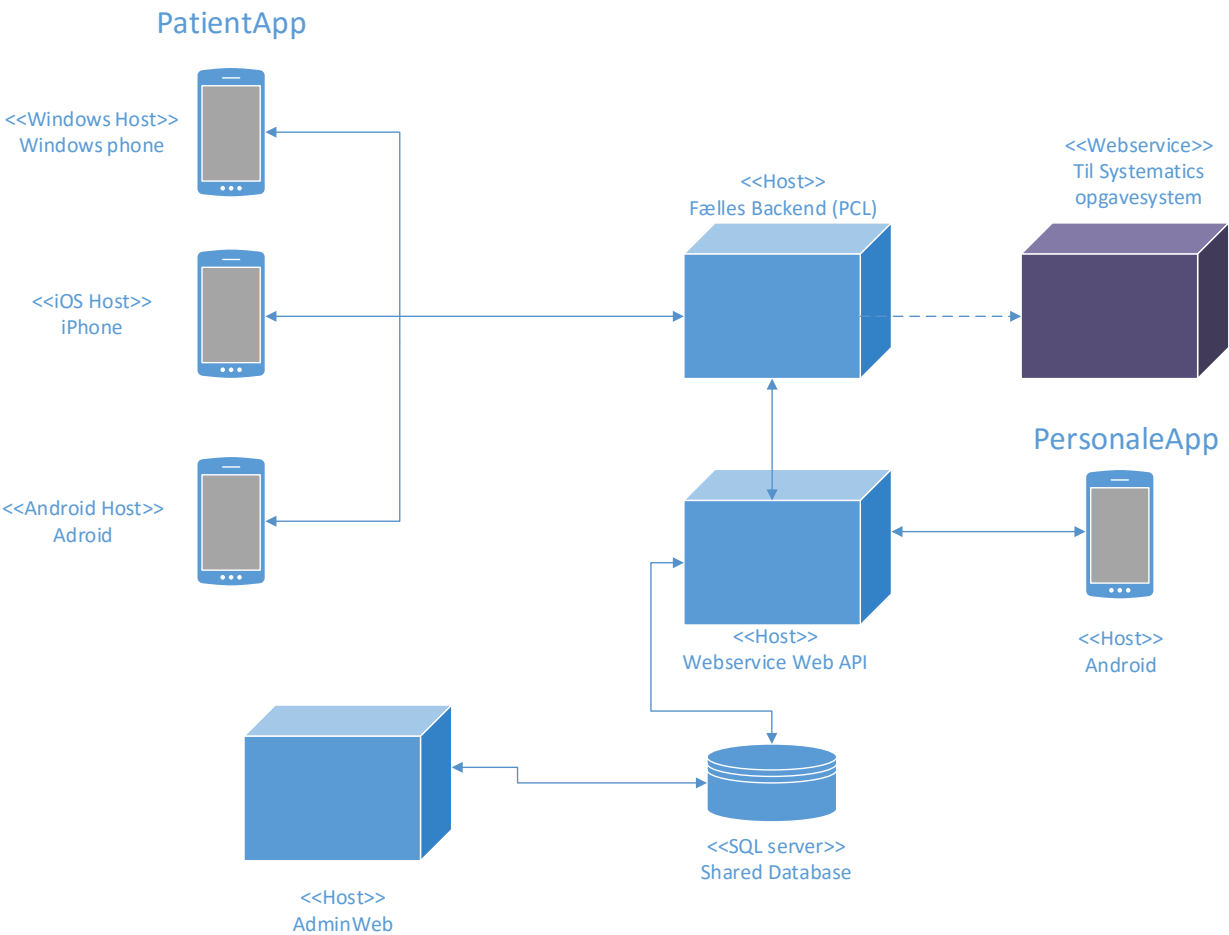 PatientApp
<<Windows Host>>
Windows phone
<<iOS Host>>
iPhone
<<Android Host>>
Adroid
<<Host>>
Fælles Backend (PCL)
<<Webservice>>
Til Systematics
opgavesystem
PersonaleApp
<<Host>>
Android
<<Host>>
Webservice Web API
<<SQL server>>
Shared Database
<<Host>>
AdminWeb